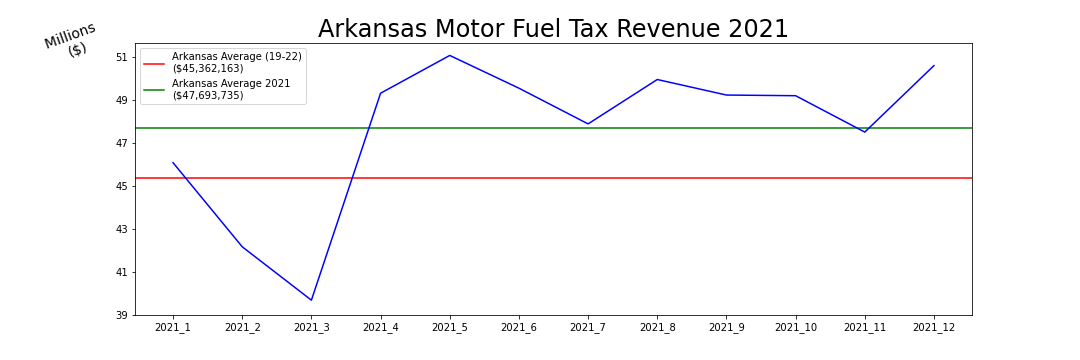 Arkansas Motor Fuel Tax Revenue 2021
Millions
($)
Arkansas Average (19-22)
($45,362,163)
Arkansas Average 2021
($47,693,735)
51
49
47
45
43
41
39
2021_1 2021_2 2021_3 2021_4 2021_5 2021_6 2021_7 2021_8 2021_9 2021_10 2021_11 2021_12